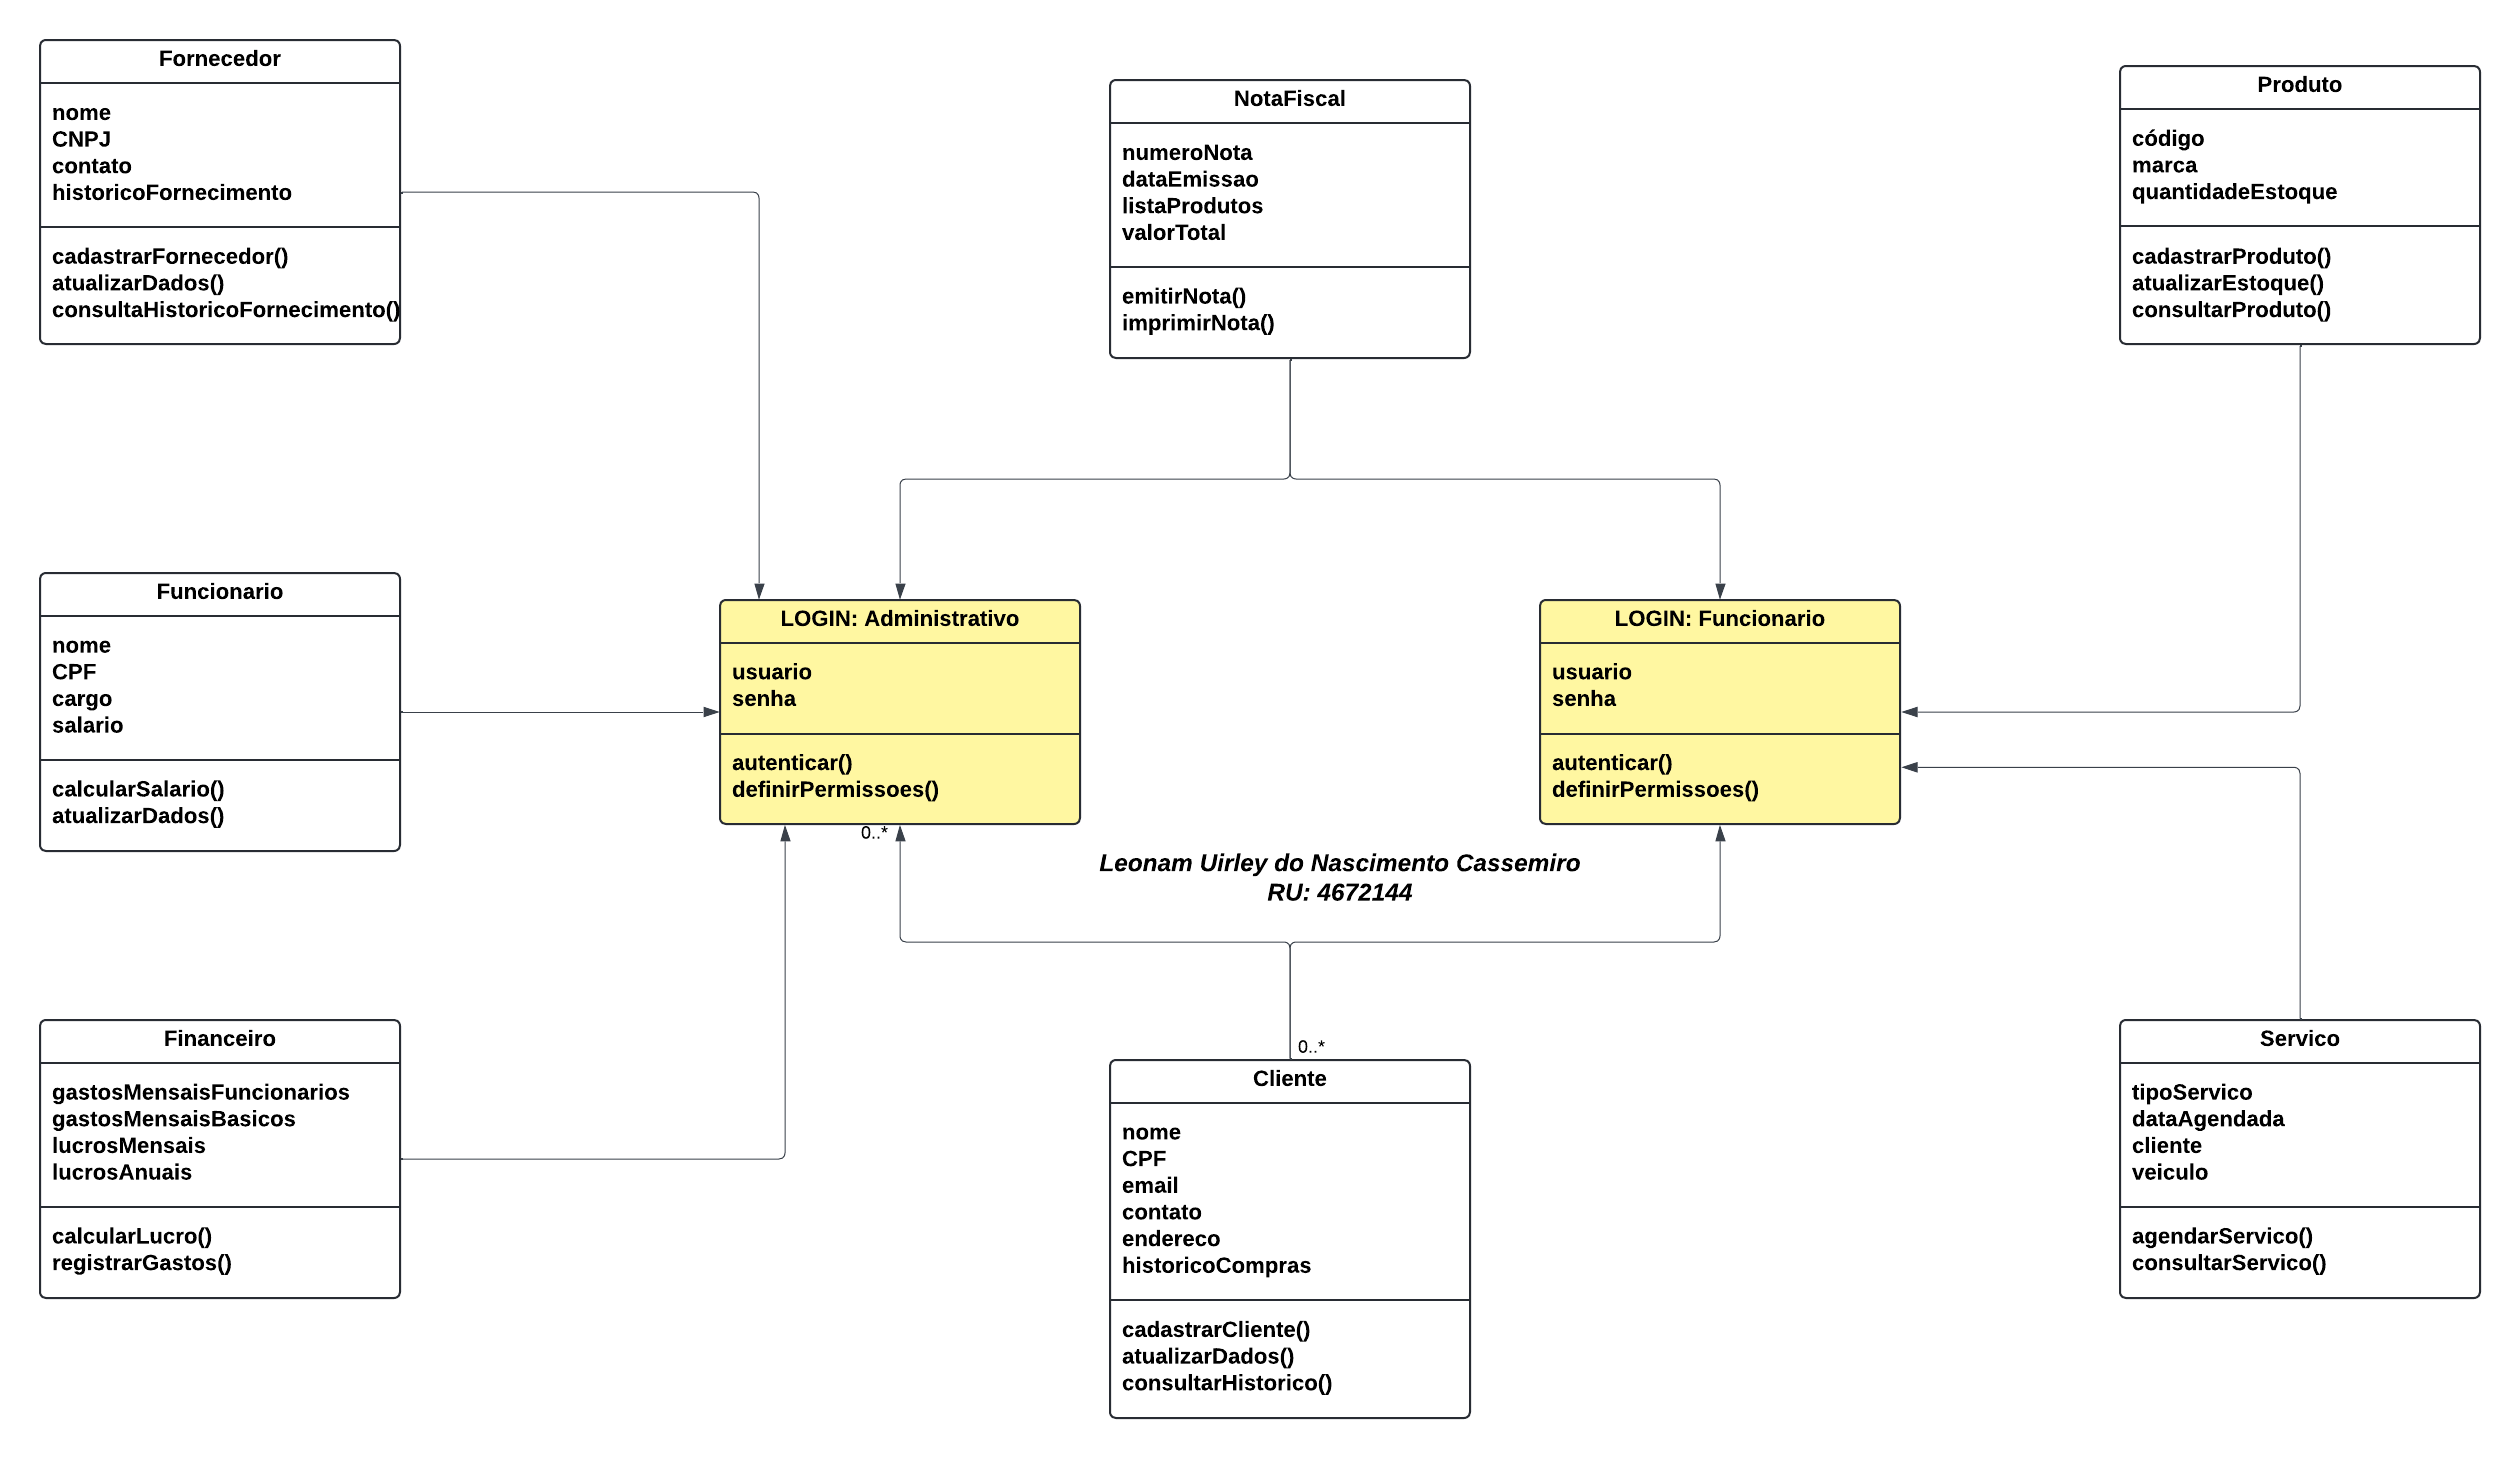 Fornecedor
nome
CNPJ
contato
historicoFornecimento
cadastrarFornecedor()
atualizarDados()
consultaHistoricoFornecimento()
NotaFiscal
numeroNota
dataEmissao
listaProdutos
valorTotal
emitirNota()
imprimirNota()
Produto
código
marca
quantidadeEstoque
cadastrarProduto()
atualizarEstoque()
consultarProduto()
Funcionario
nome
CPF
cargo
salario
calcularSalario()
atualizarDados()
LOGIN: Administrativo
usuario
senha
autenticar()
definirPermissoes()
LOGIN: Funcionario
usuario
senha
autenticar()
definirPermissoes()
0..*
Leonam Uirley do Nascimento Cassemiro
RU: 4672144
Financeiro
gastosMensaisFuncionarios
gastosMensaisBasicos
lucrosMensais
lucrosAnuais
calcularLucro()
registrarGastos()
0..*
Cliente
nome
CPF
email
contato
endereco
historicoCompras
cadastrarCliente()
atualizarDados()
consultarHistorico()
Servico
tipoServico
dataAgendada
cliente
veiculo
agendarServico()
consultarServico()